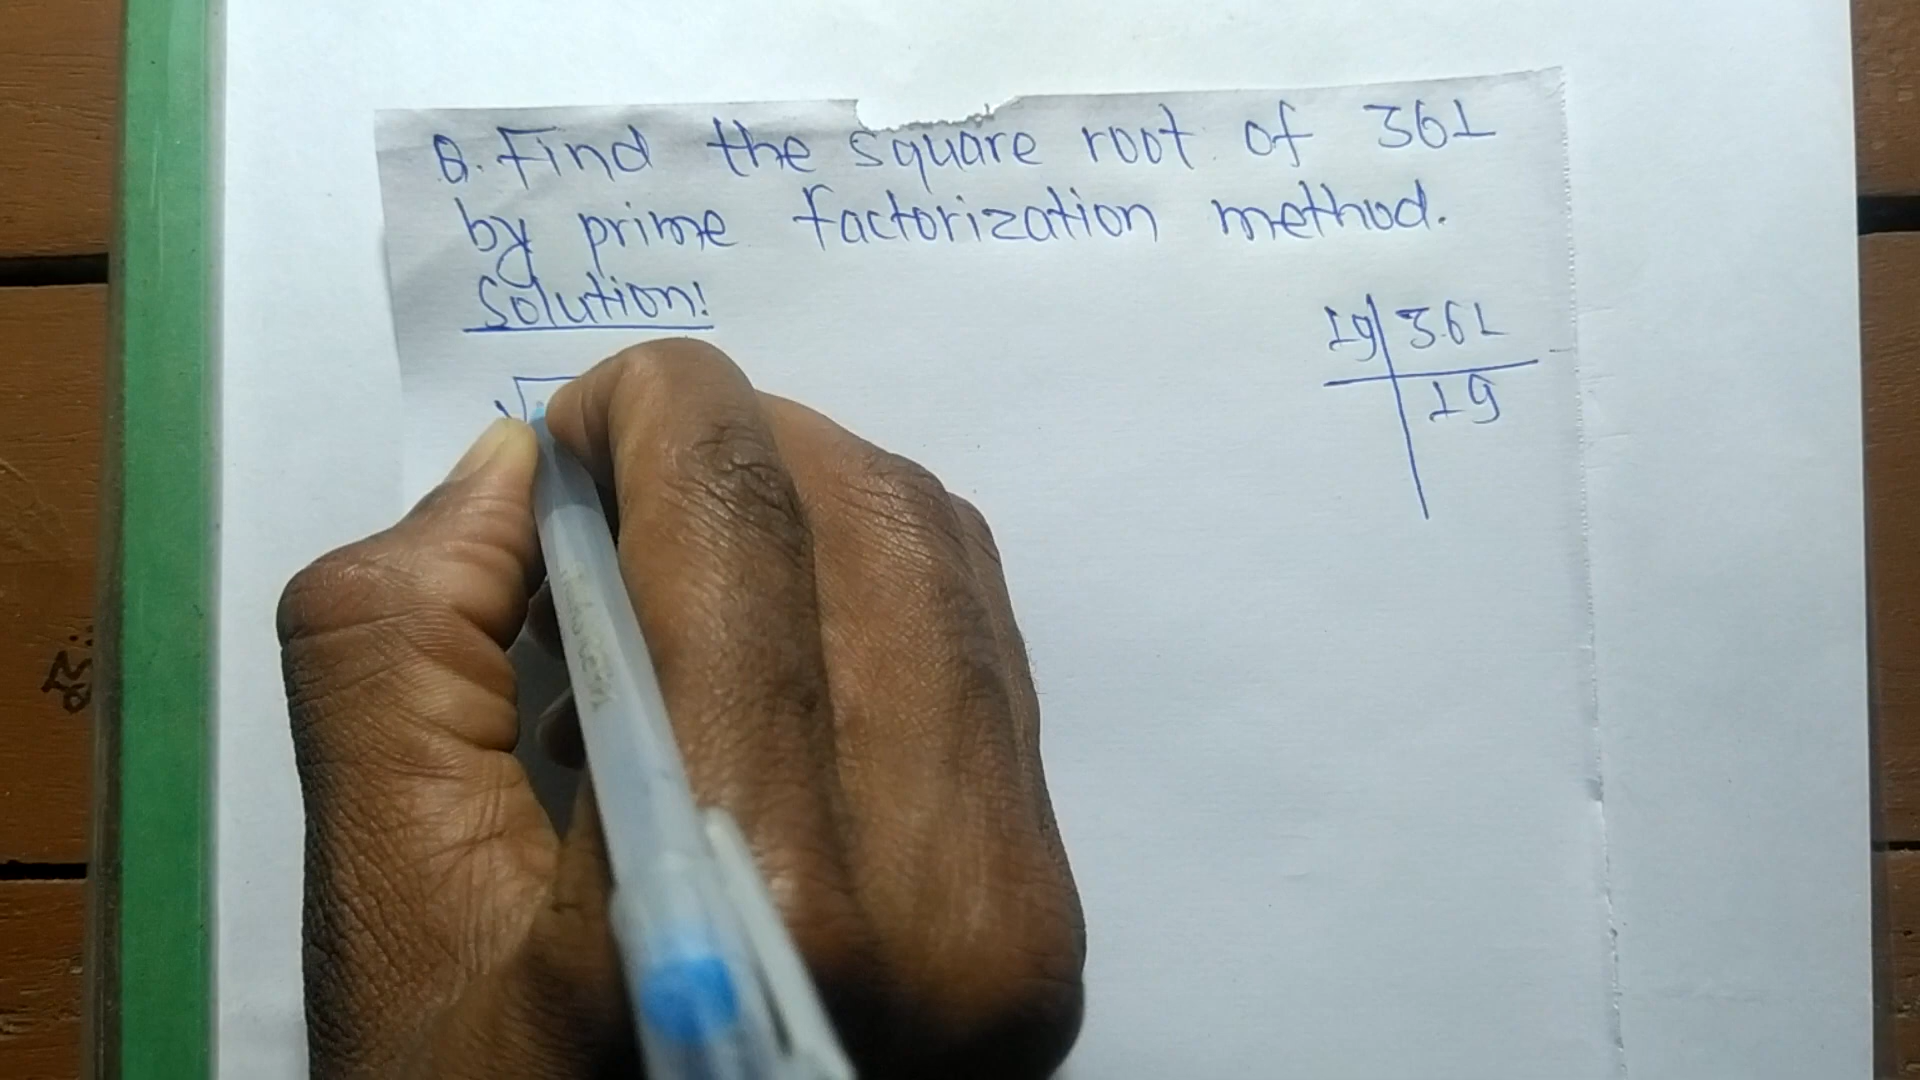 Q. Find the square root of 361
by prime factorization method.
Solution:
19 361
19
√